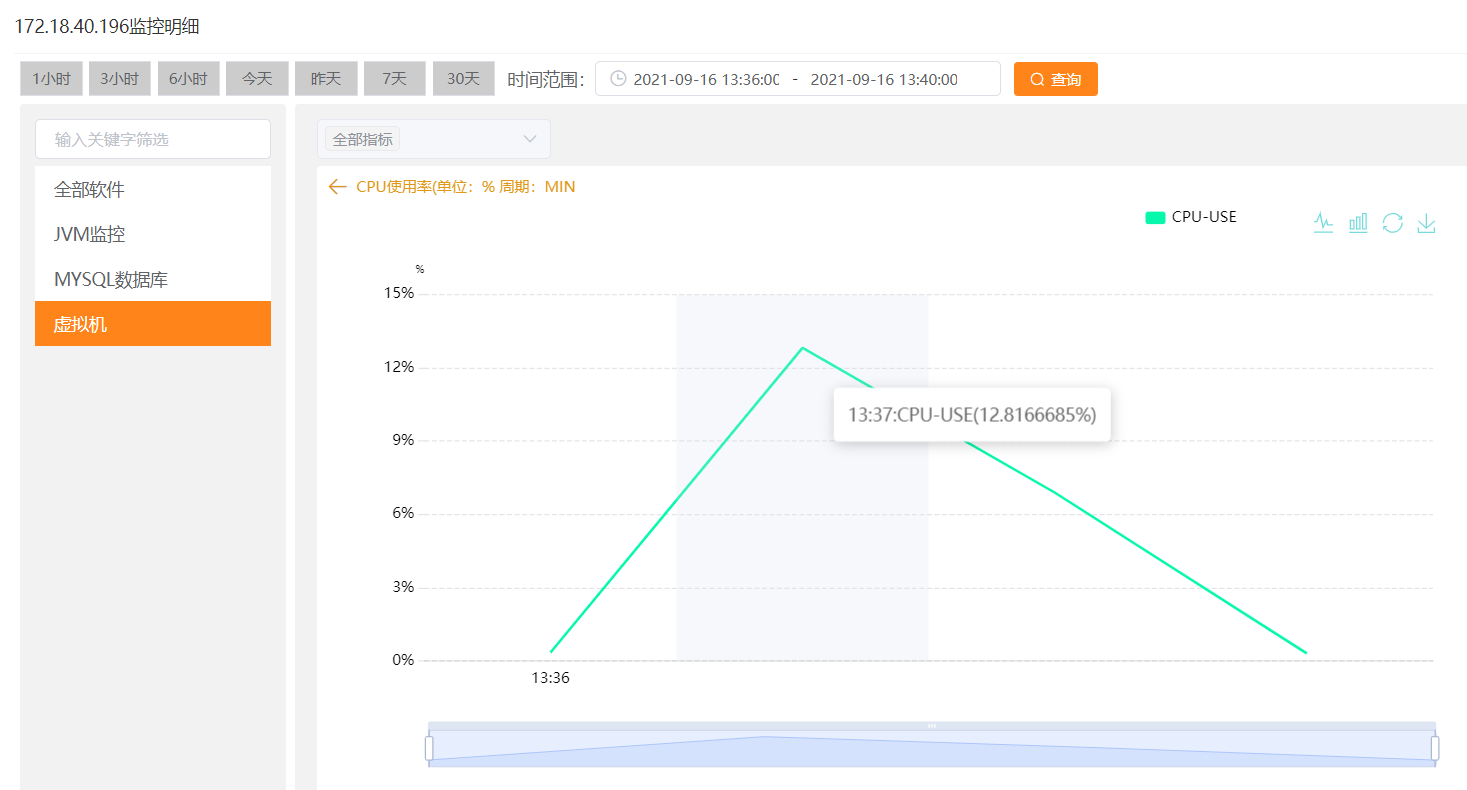 172.18.40.196监控明细
1小时 3小时 6小时 今天 昨天 7天 30天 时间范围： 2021-09-16 13:36:00 - 2021-09-16 13:40:00 查询
输入关键字筛选
全部软件
JVM监控
MYSQL数据库
虚拟机
全部指标
CPU使用率(单位：% 周期：MIN
CPU-USE
%
15%
12%
13:37:CPU-USE(12.8166685%)
9%
6%
3%
0%
13:36